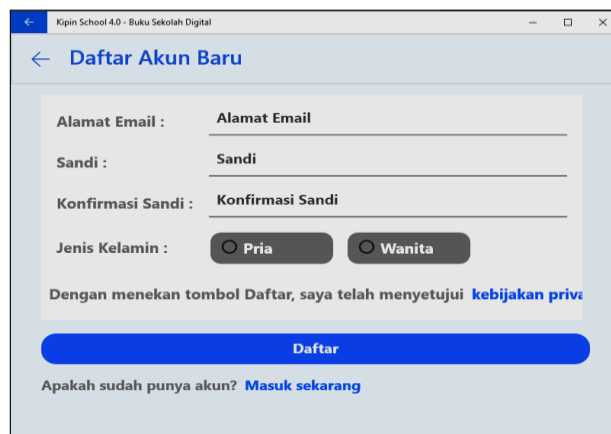 Kipin School 4.0 - Buku Sekolah Digital
Daftar Akun Baru
Alamat Email : Alamat Email
Sandi : Sandi
Konfirmasi Sandi : Konfirmasi Sandi
Jenis Kelamin : Pria Wanita
Dengan menekan tombol Daftar, saya telah menyetujui kebijakan priva
Daftar
Apakah sudah punya akun? Masuk sekarang